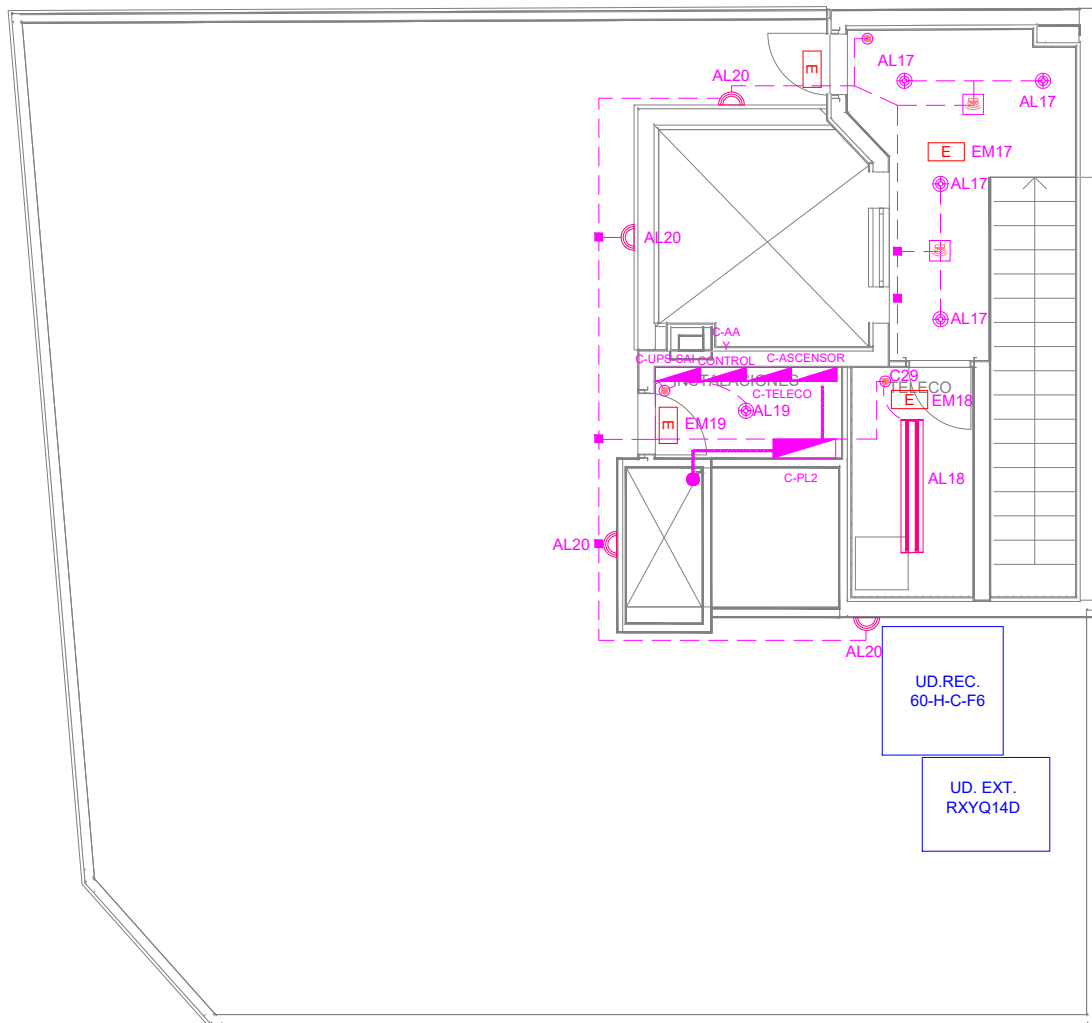 AL17
AL20
E
AL17
E EM17
AL17
AL20
AL17
C-AA
Y
C-UPS-SAI CONTROL C-ASCENSOR
INSTALACIONES
C29
TELECO
C-TELECO
E EM18
AL19
E EM19
C-PL2
AL18
AL20
AL20
UD.REC.
60-H-C-F6
UD. EXT.
RXYQ14D